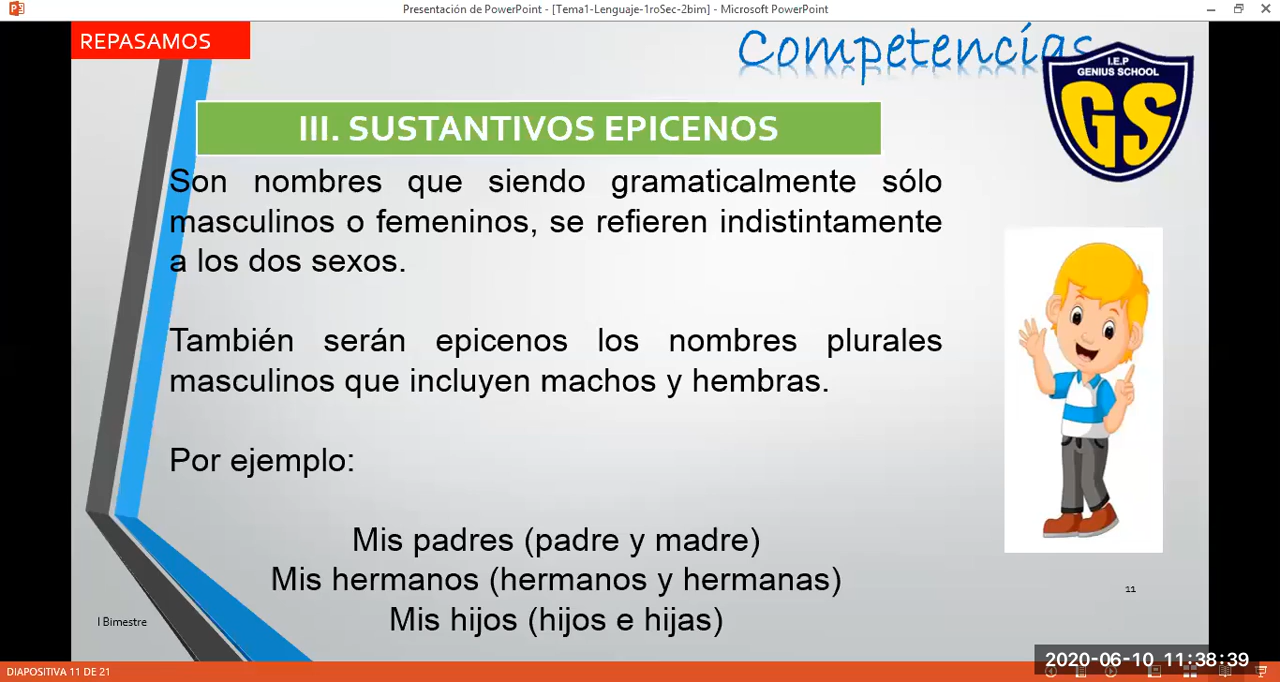 Presentación de PowerPoint - [Tema1-Lenguaje-1roSec-2bim] - Microsoft PowerPoint
REPASAMOS
Competencías
I.E.P
GENIUS SCHOOL
GS
III. SUSTANTIVOS EPICENOS
Son nombres que siendo gramaticalmente sólo
masculinos o femeninos, se refieren indistintamente
a los dos sexos.
También serán epicenos los nombres plurales
masculinos que incluyen machos y hembras.
Por ejemplo:
Mis padres (padre y madre)
Mis hermanos (hermanos y hermanas)
Mis hijos (hijos e hijas)
11
I Bimestre
2020-06-10 11:38:39
DIAPOSITIVA 11 DE 21